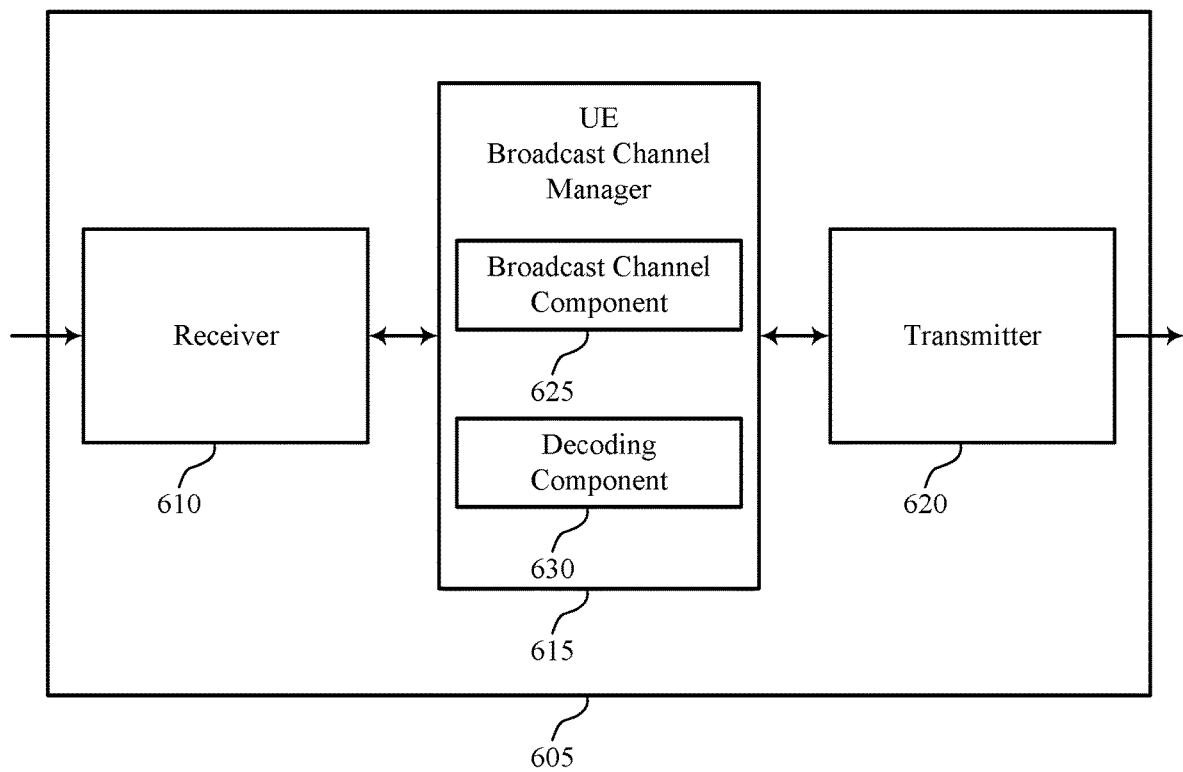 UE
Broadcast Channel
Manager
Broadcast Channel
Component
625
Decoding
Component
630
615
Receiver
610
Transmitter
620
605